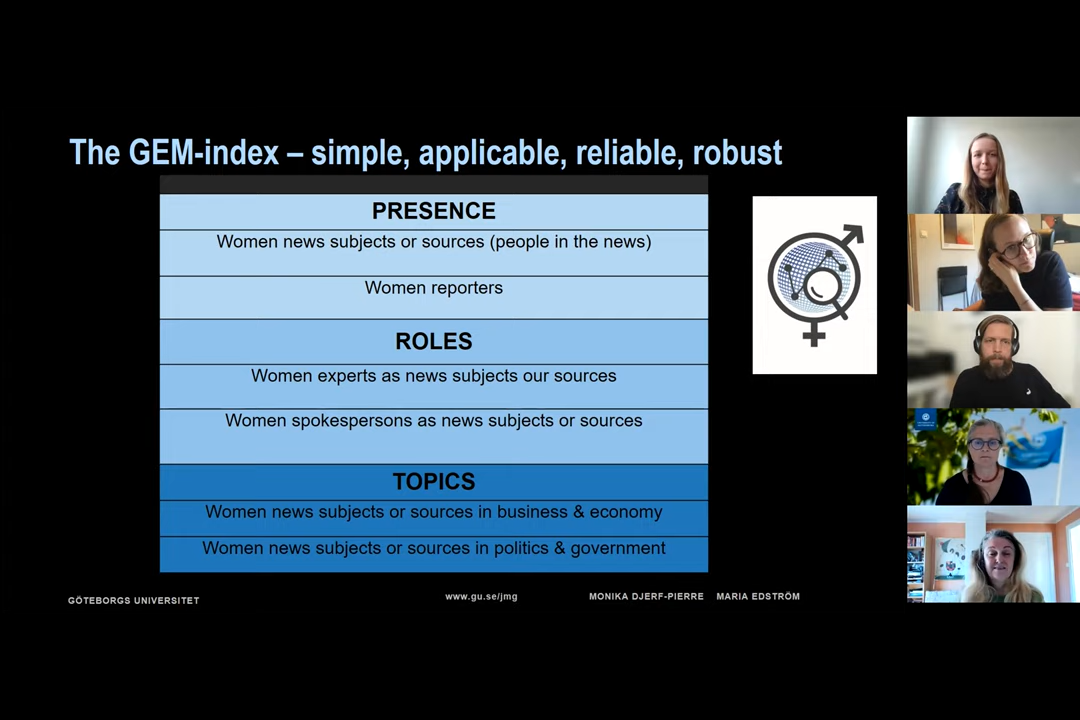 The GEM-index – simple, applicable, reliable, robust
PRESENCE
Women news subjects or sources (people in the news)
Women reporters
ROLES
Women experts as news subjects our sources
Women spokespersons as news subjects or sources
TOPICS
Women news subjects or sources in business & economy
Women news subjects or sources in politics & government
GÖTEBORGS UNIVERSITET
www.gu.se/jmg
MONIKA DJERF-PIERRE MARIA EDSTRÖM